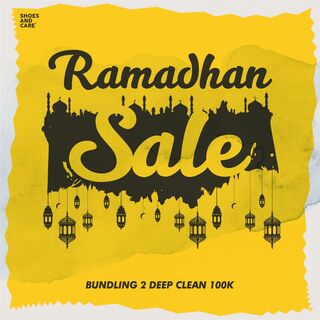 SHOES
AND
CARE
Ramadhan
Sale
BUNDLING 2 DEEP CLEAN 100K